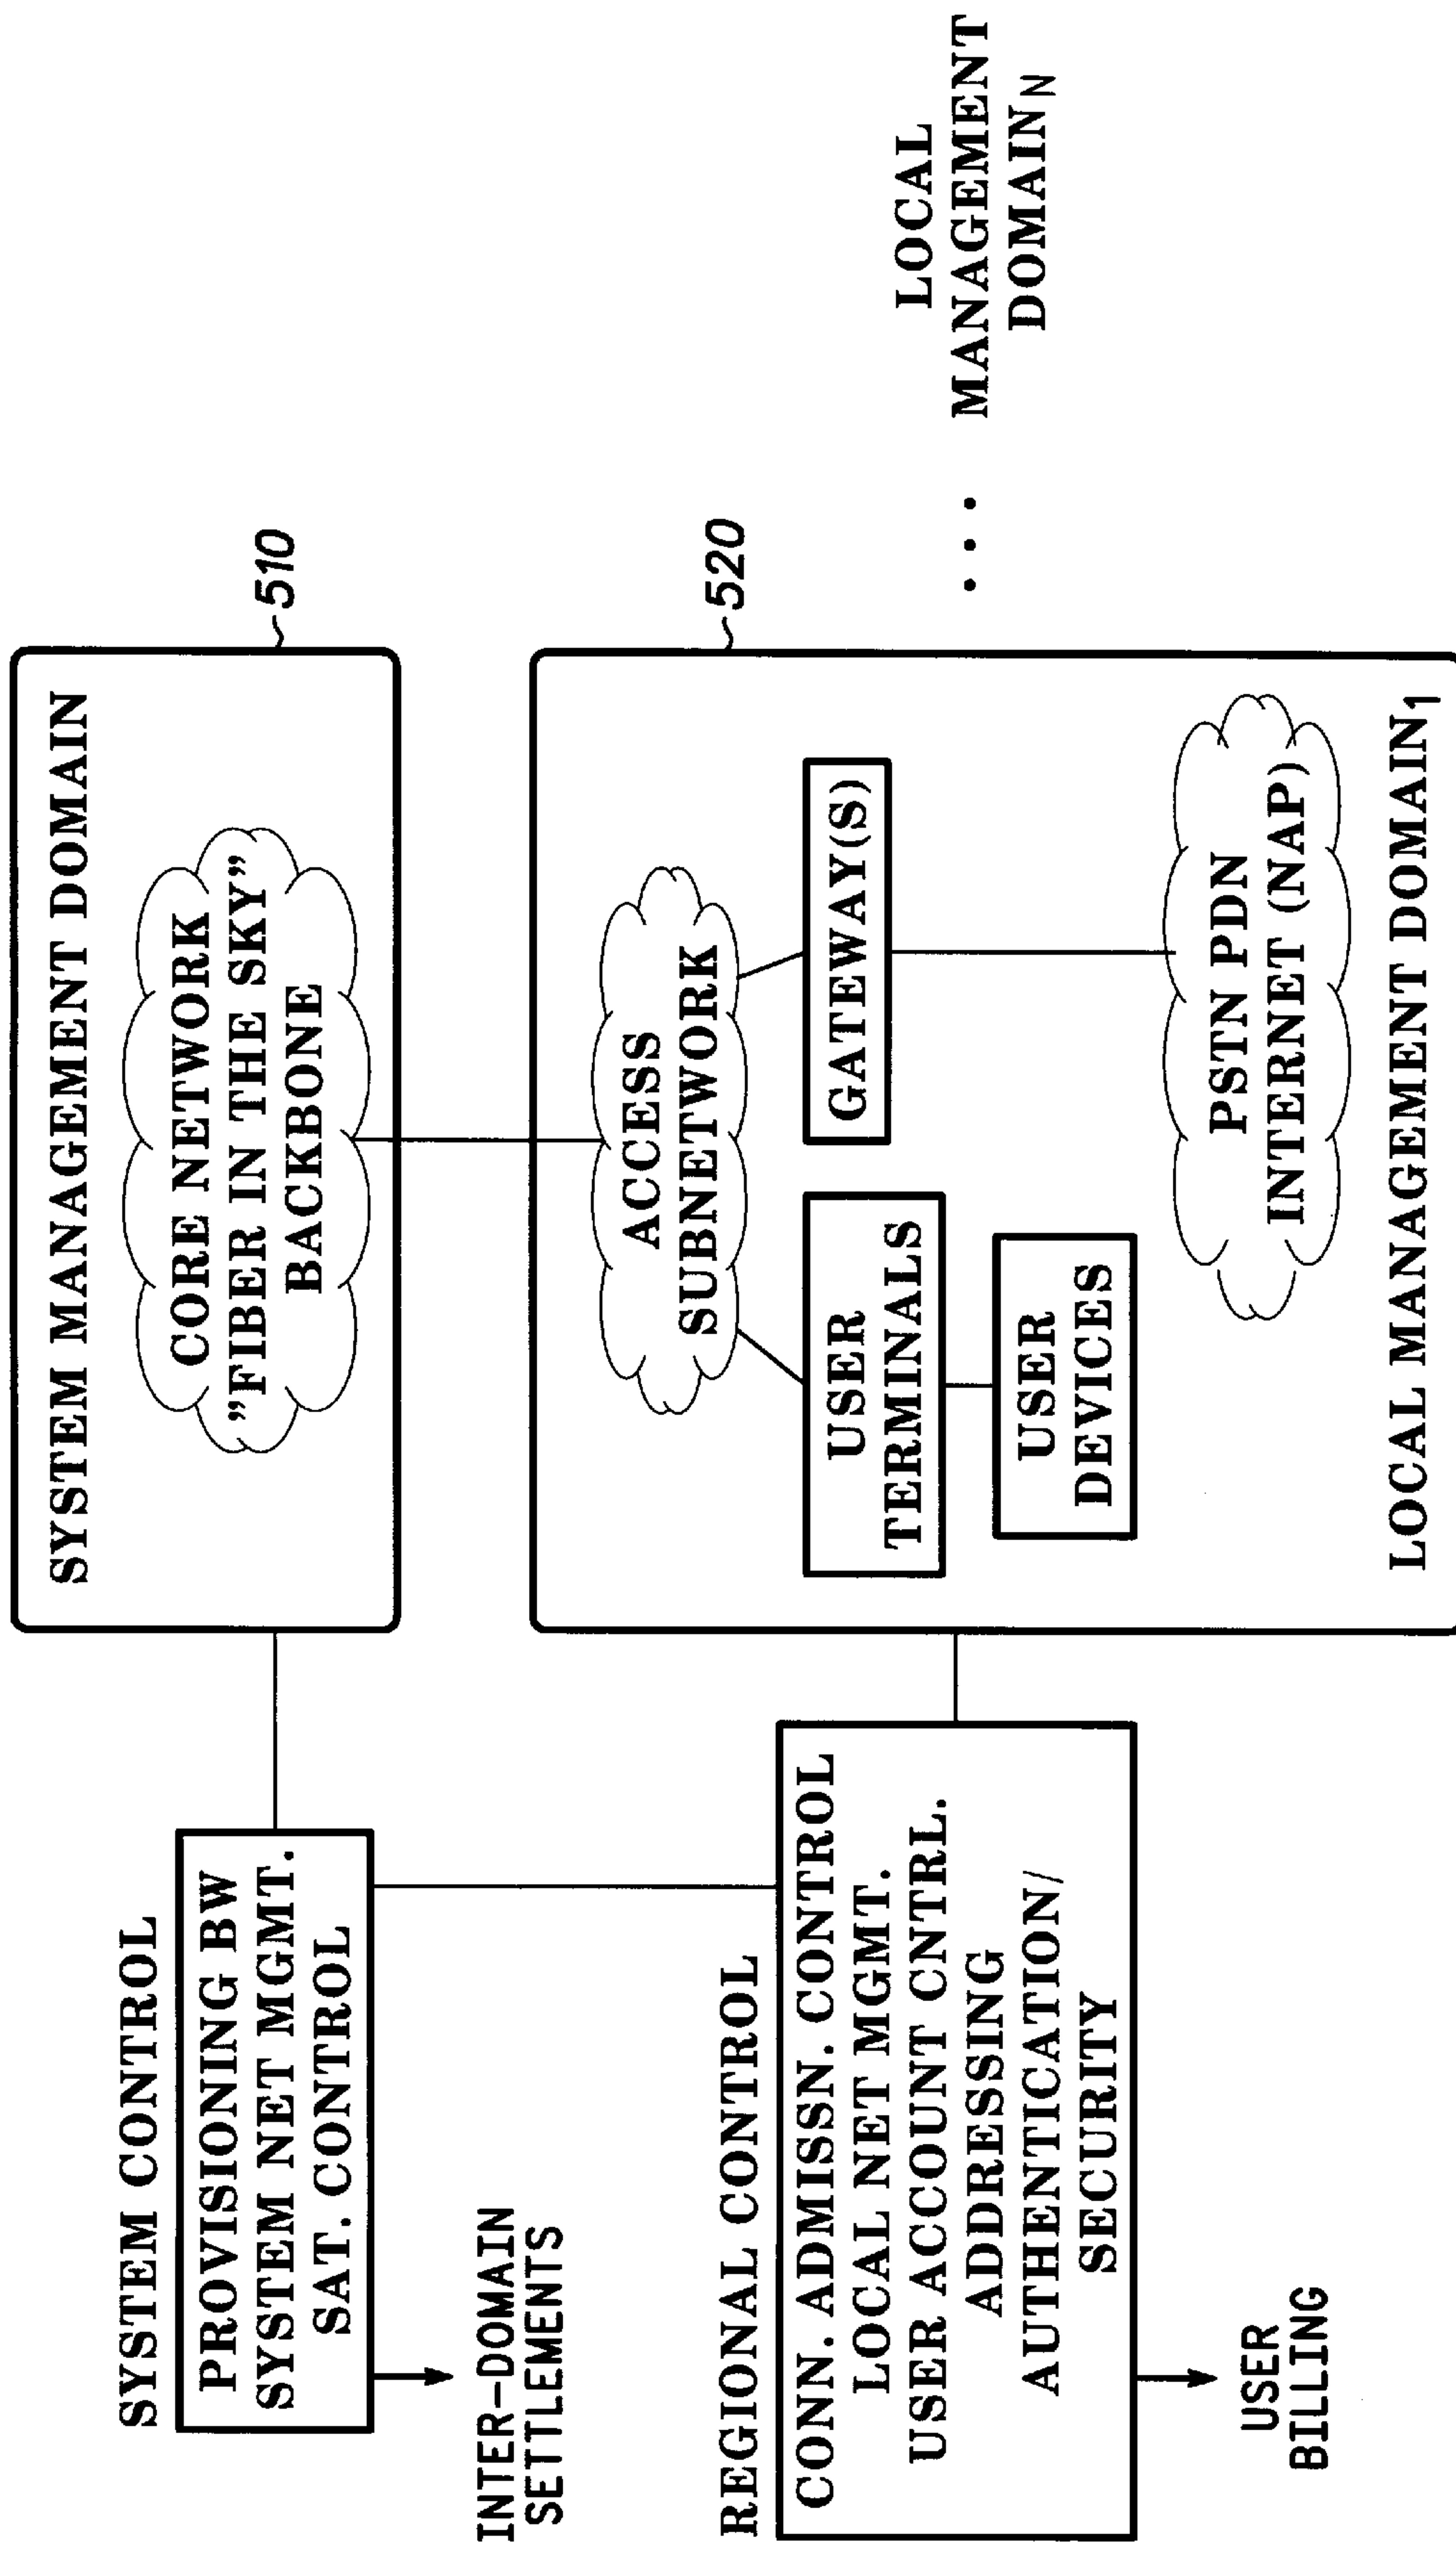 SYSTEM CONTROL
PROVISIONING BW
SYSTEM NET MGMT.
SAT. CONTROL
INTER-DOMAIN
SETTLEMENTS
SYSTEM MANAGEMENT DOMAIN
CORE NETWORK
"FIBER IN THE SKY"
BACKBONE
510
REGIONAL CONTROL
CONN. ADMISSN. CONTROL
LOCAL NET MGMT.
USER ACCOUNT CNTRL.
ADDRESSING
AUTHENTICATION/
SECURITY
USER
BILLING
520
ACCESS
SUBNETWORK
USER
TERMINALS
GATEWAY(S)
USER
DEVICES
PSTN PDN
INTERNET (NAP)
LOCAL MANAGEMENT DOMAIN1
...
LOCAL
MANAGEMENT
DOMAINN